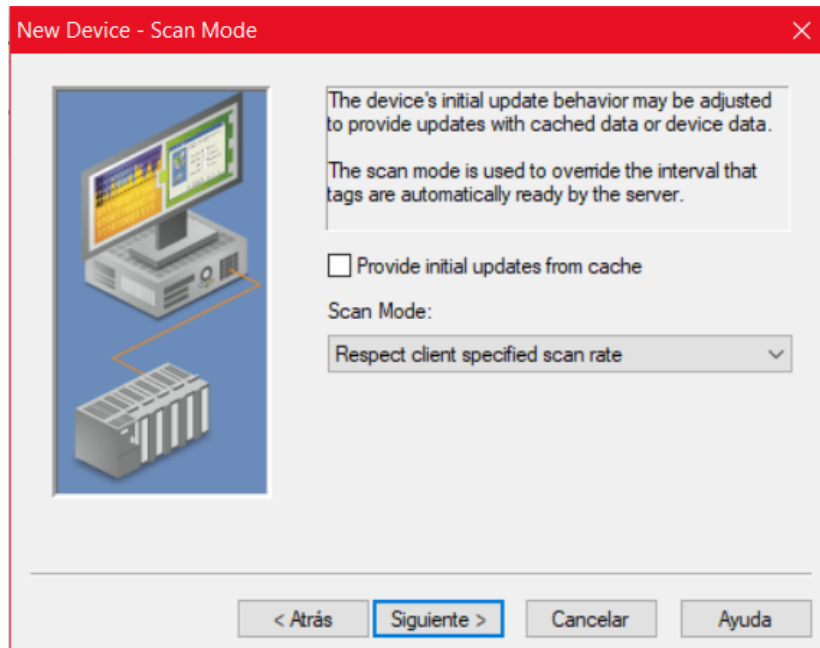 New Device - Scan Mode
The device's initial update behavior may be adjusted
to provide updates with cached data or device data.
The scan mode is used to override the interval that
tags are automatically ready by the server.
Provide initial updates from cache
Scan Mode:
Respect client specified scan rate
< Atrás Siguiente > Cancelar Ayuda